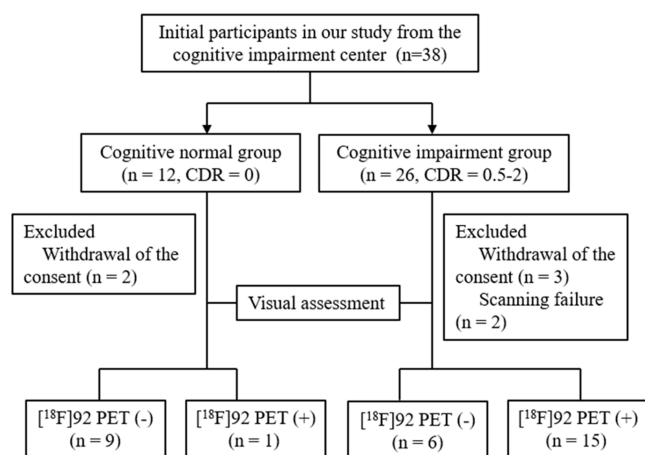 Initial participants in our study from the
cognitive impairment center (n=38)
Cognitive normal group
(n = 12, CDR = 0)
Cognitive impairment group
(n = 26, CDR = 0.5-2)
Excluded
Withdrawal of the
consent (n = 2)
Excluded
Withdrawal of the
consent (n = 3)
Scanning failure
(n = 2)
Visual assessment
[¹⁸F]92 PET (-)
(n = 9)
[¹⁸F]92 PET (+)
(n = 1)
[¹⁸F]92 PET (-)
(n = 6)
[¹⁸F]92 PET (+)
(n = 15)